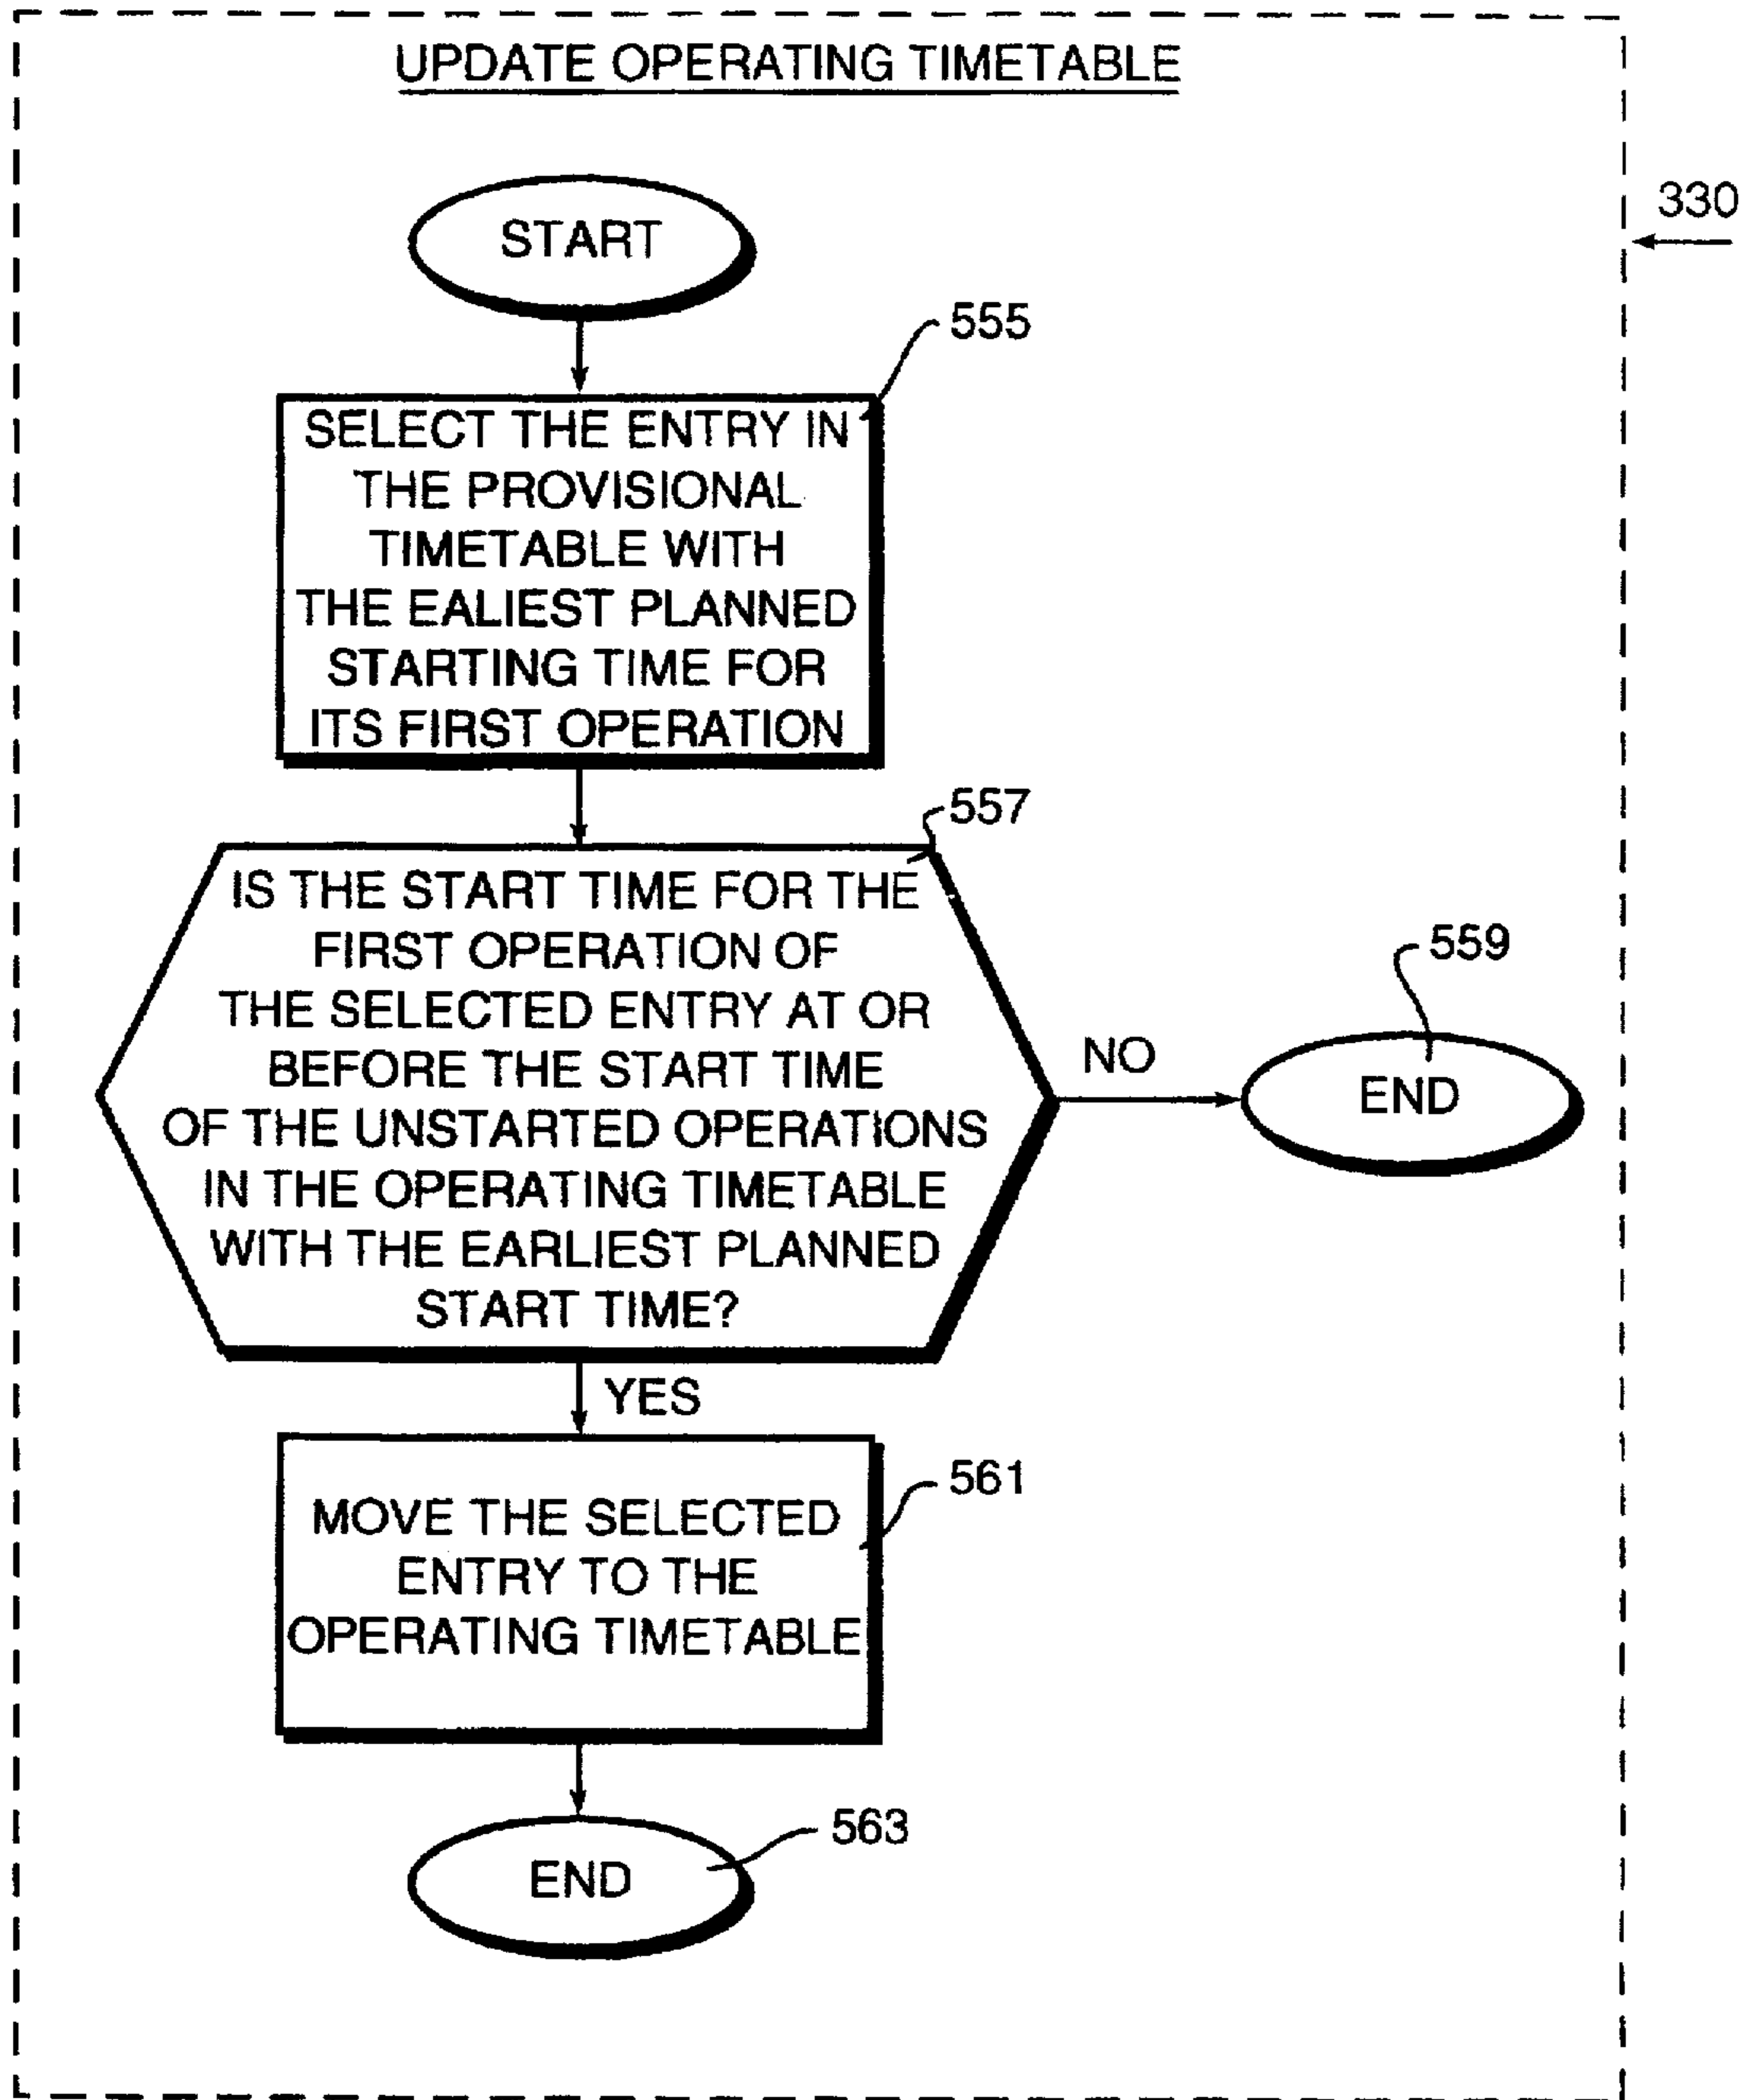 UPDATE OPERATING TIMETABLE
330
START
555
SELECT THE ENTRY IN
THE PROVISIONAL
TIMETABLE WITH
THE EALIEST PLANNED
STARTING TIME FOR
ITS FIRST OPERATION
557
IS THE START TIME FOR THE
FIRST OPERATION OF
THE SELECTED ENTRY AT OR
BEFORE THE START TIME
OF THE UNSTARTED OPERATIONS
IN THE OPERATING TIMETABLE
WITH THE EARLIEST PLANNED
START TIME?
NO
559
END
YES
561
MOVE THE SELECTED
ENTRY TO THE
OPERATING TIMETABLE
563
END